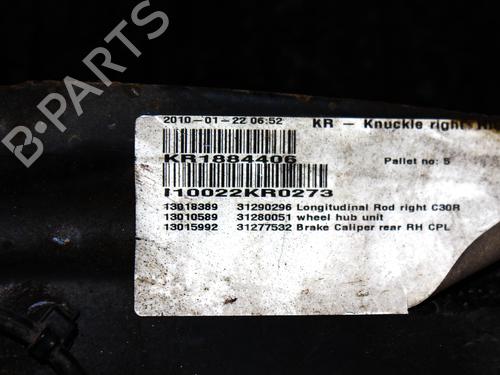 2010-01-22 06:52 KR - Knuckle right
KR1884406
Pallet no: 5
I10022KR0273
13018389 31290296 Longitudinal Rod right C30R
13010589 31280051 wheel hub unit
13015992 31277532 Brake Caliper rear RH CPL
B-PARTS